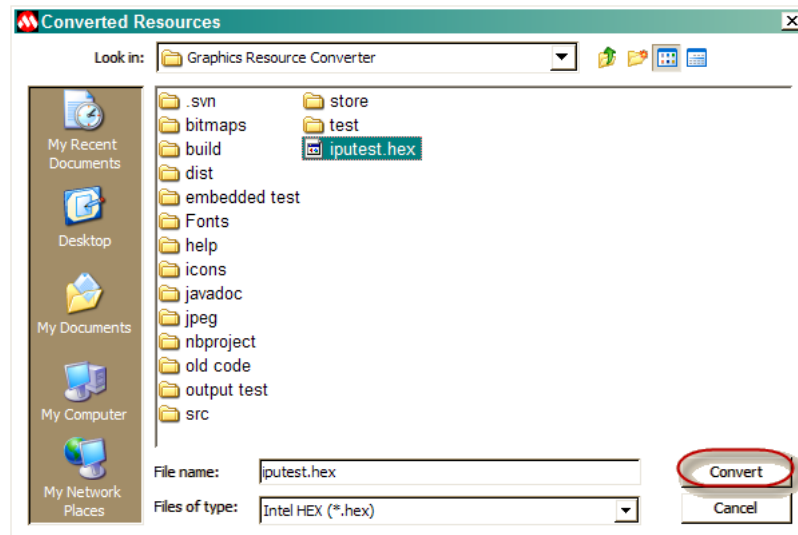 Converted Resources
Look in:
Graphics Resource Converter
My Recent
Documents
Desktop
My Documents
My Computer
My Network
Places
.svn
bitmaps
build
dist
embedded test
Fonts
help
icons
javadoc
jpeg
nbproject
old code
output test
src
store
test
iputest.hex
File name:
iputest.hex
Convert
Files of type:
Intel HEX (*.hex)
Cancel